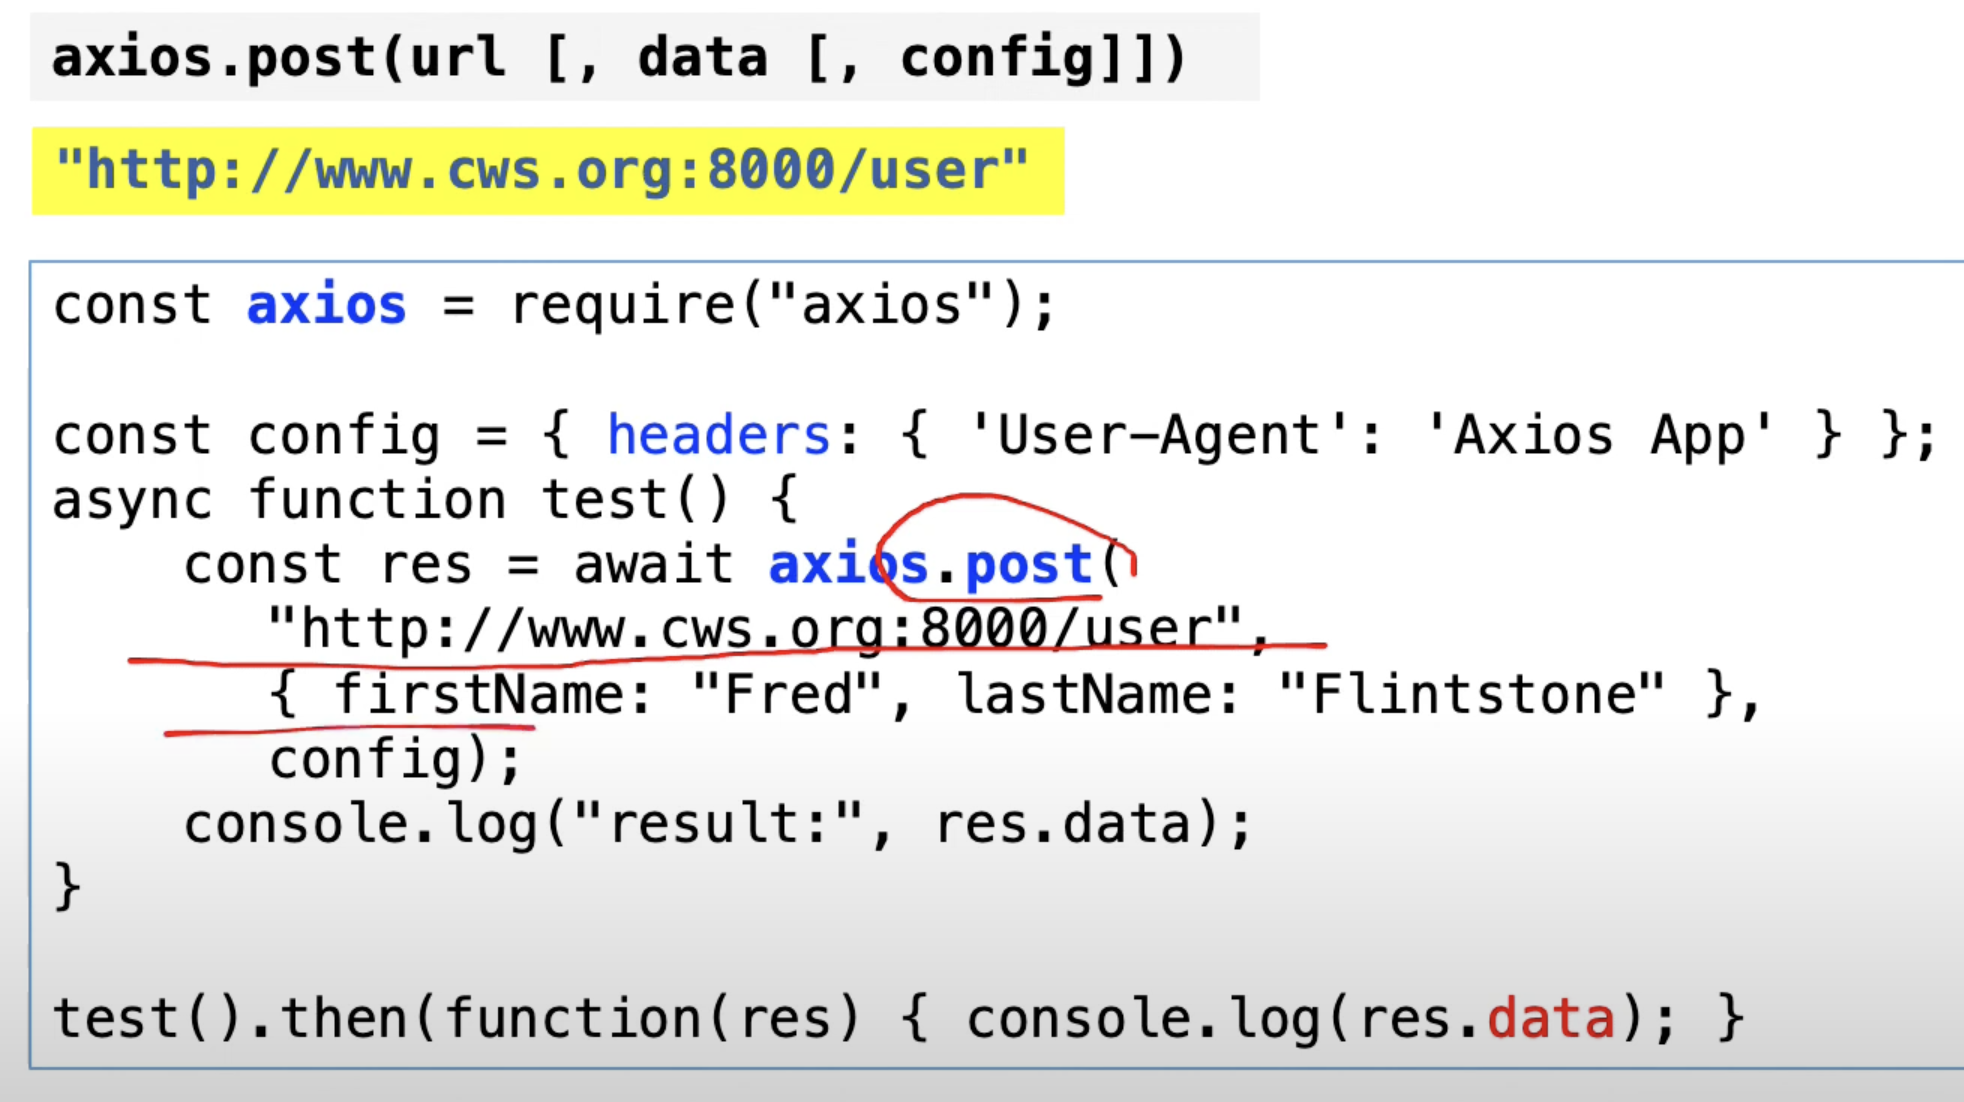 axios.post(url [, data [, config]])
"http://www.cws.org:8000/user"
const axios = require("axios");
const config = { headers: { 'User-Agent': 'Axios App' } };
async function test() {
const res = await axios.post(
"http://www.cws.org:8000/user",
{ firstName: "Fred", lastName: "Flintstone" },
config);
console.log("result:", res.data);
}
test().then(function(res) { console.log(res.data); }